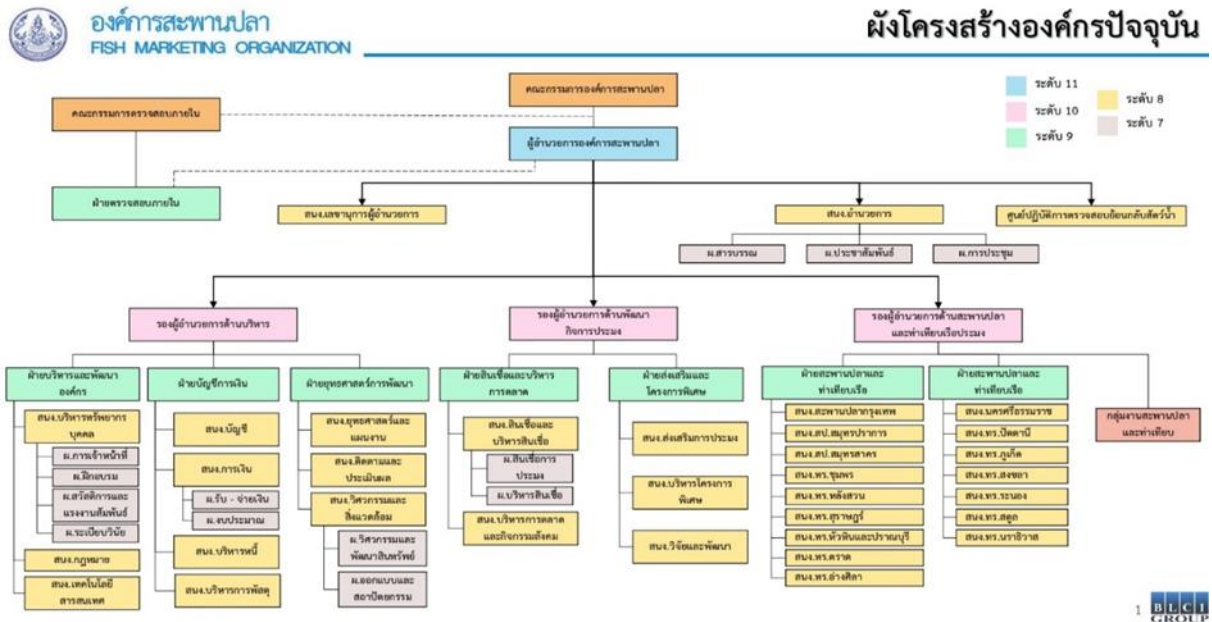 องค์การสะพานปลา
FISH MARKETING ORGANIZATION
ผังโครงสร้างองค์กรปัจจุบัน
ระดับ 11
ระดับ 10
ระดับ 9
ระดับ 8
ระดับ 7
คณะกรรมการองค์การสะพานปลา
คณะกรรมการตรวจสอบภายใน
ผู้อำนวยการองค์การสะพานปลา
ฝ่ายตรวจสอบภายใน
สนง.เลขานุการผู้อำนวยการ
สนง.อำนวยการ
ศูนย์ปฏิบัติการตรวจสอบย้อนกลับสัตว์น้ำ
ผ.สารบรรณ
ผ.ประชาสัมพันธ์
ผ.การประชุม
รองผู้อำนวยการด้านบริหาร
รองผู้อำนวยการด้านพัฒนา
กิจการประมง
รองผู้อำนวยการด้านสะพานปลา
และท่าเทียบเรือประมง
ฝ่ายบริหารและพัฒนา
องค์กร
สนง.บริหารทรัพยากร
บุคคล
ผ.การเจ้าหน้าที่
ผ.ฝึกอบรม
ผ.สวัสดิการและ
แรงงานสัมพันธ์
ผ.ระเบียบวินัย
สนง.กฎหมาย
สนง.เทคโนโลยี
สารสนเทศ
ฝ่ายบัญชีการเงิน
สนง.บัญชี
สนง.การเงิน
ผ.รับ - จ่ายเงิน
ผ.งบประมาณ
สนง.บริหารหนี้
สนง.บริหารการพัสดุ
ฝ่ายยุทธศาสตร์การพัฒนา
สนง.ยุทธศาสตร์และ
แผนงาน
สนง.ติดตามและ
ประเมินผล
สนง.วิศวกรรมและ
สิ่งแวดล้อม
ผ.วิศวกรรมและ
พัฒนาสินทรัพย์
ผ.ออกแบบและ
สถาปัตยกรรม
ฝ่ายสินเชื่อและบริหาร
การตลาด
สนง.สินเชื่อและ
บริหารสินเชื่อ
ผ.สินเชื่อการ
ประมง
ผ.บริหารสินเชื่อ
สนง.บริหารการตลาด
และกิจกรรมสังคม
ฝ่ายส่งเสริมและ
โครงการพิเศษ
สนง.ส่งเสริมการประมง
สนง.บริหารโครงการ
พิเศษ
สนง.วิจัยและพัฒนา
ฝ่ายสะพานปลาและ
ท่าเทียบเรือ
สนง.สะพานปลากรุงเทพ
สนง.สป.สมุทรปราการ
สนง.สป.สมุทรสาคร
สนง.ทร.ชุมพร
สนง.ทร.หลังสวน
สนง.ทร.สุราษฎร์
สนง.ทร.หัวหินและปราณบุรี
สนง.ทร.ตราด
สนง.ทร.อ่างศิลา
ฝ่ายสะพานปลาและ
ท่าเทียบเรือ
สนง.นครศรีธรรมราช
สนง.ทร.ปัตตานี
สนง.ทร.ภูเก็ต
สนง.ทร.สงขลา
สนง.ทร.ระนอง
สนง.ทร.สตูล
สนง.ทร.นราธิวาส
กลุ่มงานสะพานปลา
และท่าเทียบ
1
BLCI
GROUP